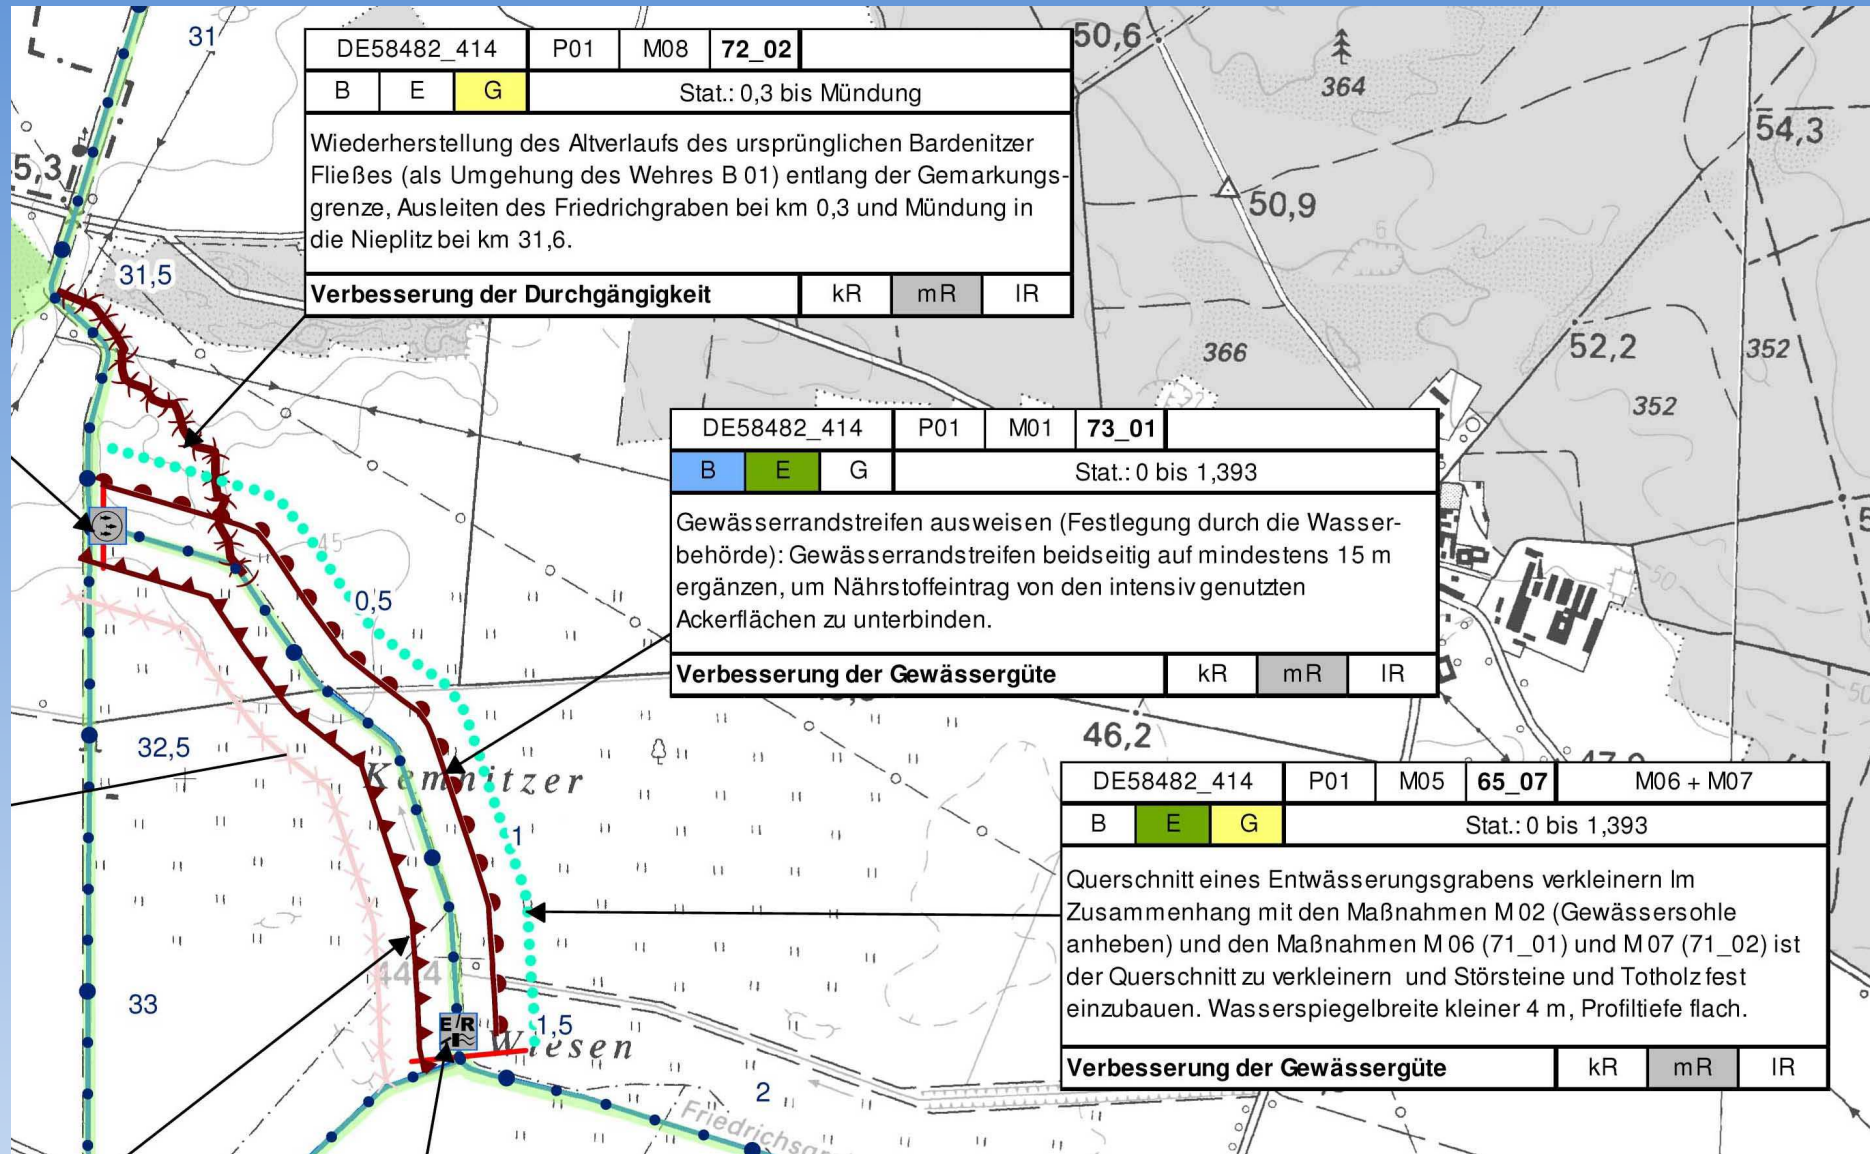 31
DE58482_414 P01 M08 72_02
B E G Stat.: 0,3 bis Mündung
Wiederherstellung des Altverlaufs des ursprünglichen Bardenitzer
Fließes (als Umgehung des Wehres B 01) entlang der Gemarkungs-
grenze, Ausleiten des Friedrichgraben bei km 0,3 und Mündung in
die Nieplitz bei km 31,6.
Verbesserung der Durchgängigkeit kR mR lR
50,6
364
54,3
5,3
50,9
6
31,5
366
52,2
352
352
DE58482_414 P01 M01 73_01
B E G Stat.: 0 bis 1,393
Gewässerrandstreifen ausweisen (Festlegung durch die Wasser-
behörde): Gewässerrandstreifen beidseitig auf mindestens 15 m
ergänzen, um Nährstoffeintrag von den intensiv genutzten
Ackerflächen zu unterbinden.
Verbesserung der Gewässergüte kR mR lR
45
0,5
50
50
32,5
46,2
Kemnitzer
1
DE58482_414 P01 M05 65_07 M06 + M07
B E G Stat.: 0 bis 1,393
Querschnitt eines Entwässerungsgrabens verkleinern Im
Zusammenhang mit den Maßnahmen M 02 (Gewässersohle
anheben) und den Maßnahmen M 06 (71_01) und M 07 (71_02) ist
der Querschnitt zu verkleinern und Störsteine und Totholz fest
einzubauen. Wasserspiegelbreite kleiner 4 m, Profiltiefe flach.
Verbesserung der Gewässergüte kR mR lR
44,4
33
E/R
1,5
Wiesen
2